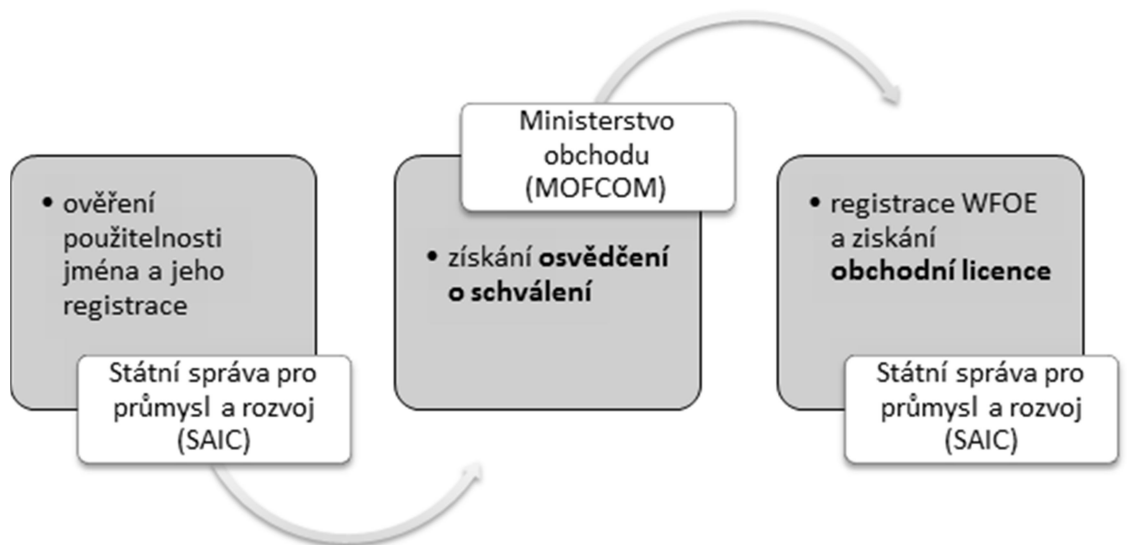 • ověření
použitelnosti
jména a jeho
registrace
Státní správa pro
průmysl a rozvoj
(SAIC)
Ministerstvo
obchodu
(MOFCOM)
• získání osvědčení
o schválení
• registrace WFOE
a ziskání
obchodní licence
Státní správa pro
průmysl a rozvoj
(SAIC)